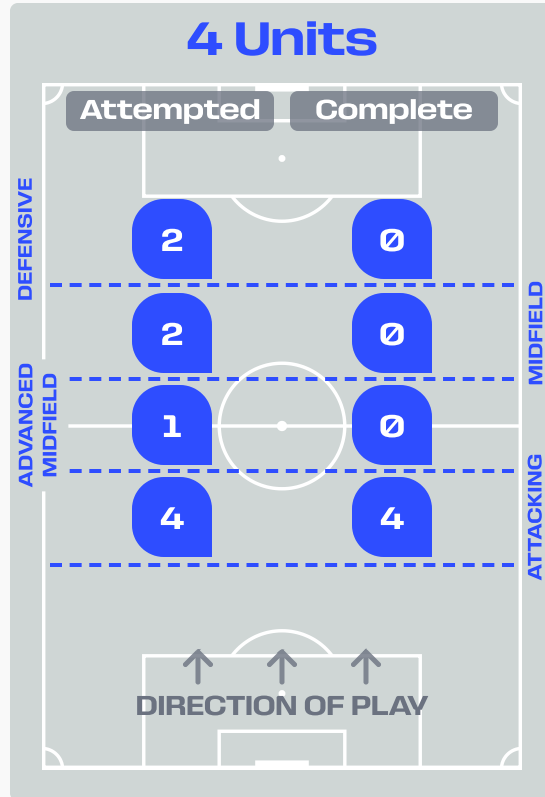 4 Units
Attempted Complete
DEFENSIVE
2 0
MIDFIELD
2 0
ADVANCED
MIDFIELD
1 0
ATTACKING
4 4
DIRECTION OF PLAY